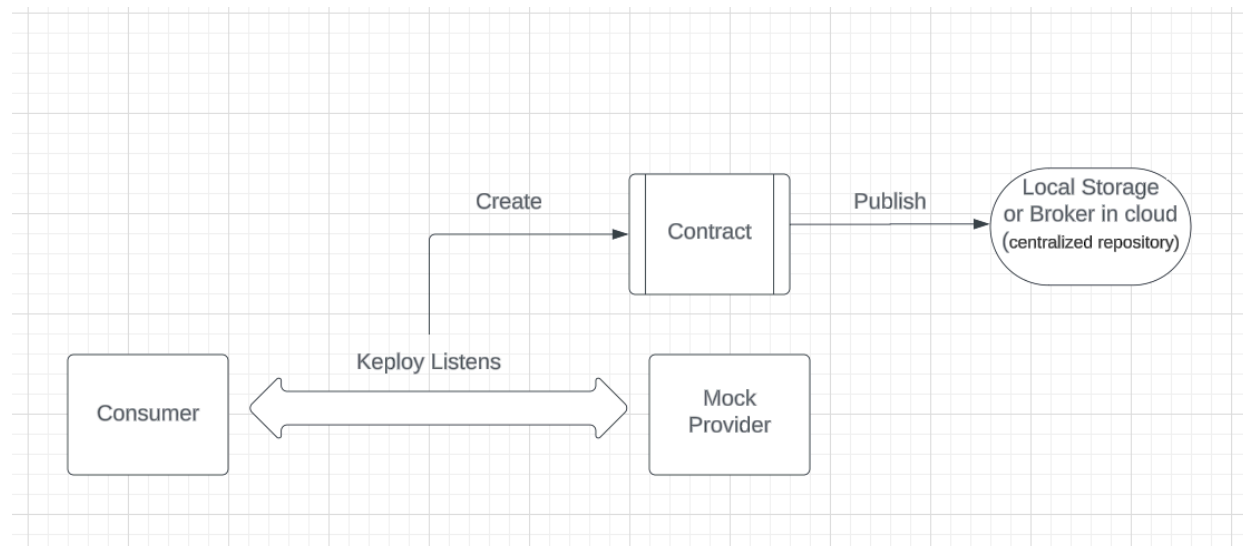 Create
Contract
Publish
Local Storage
or Broker in cloud
(centralized repository)
Keploy Listens
Consumer
Mock
Provider